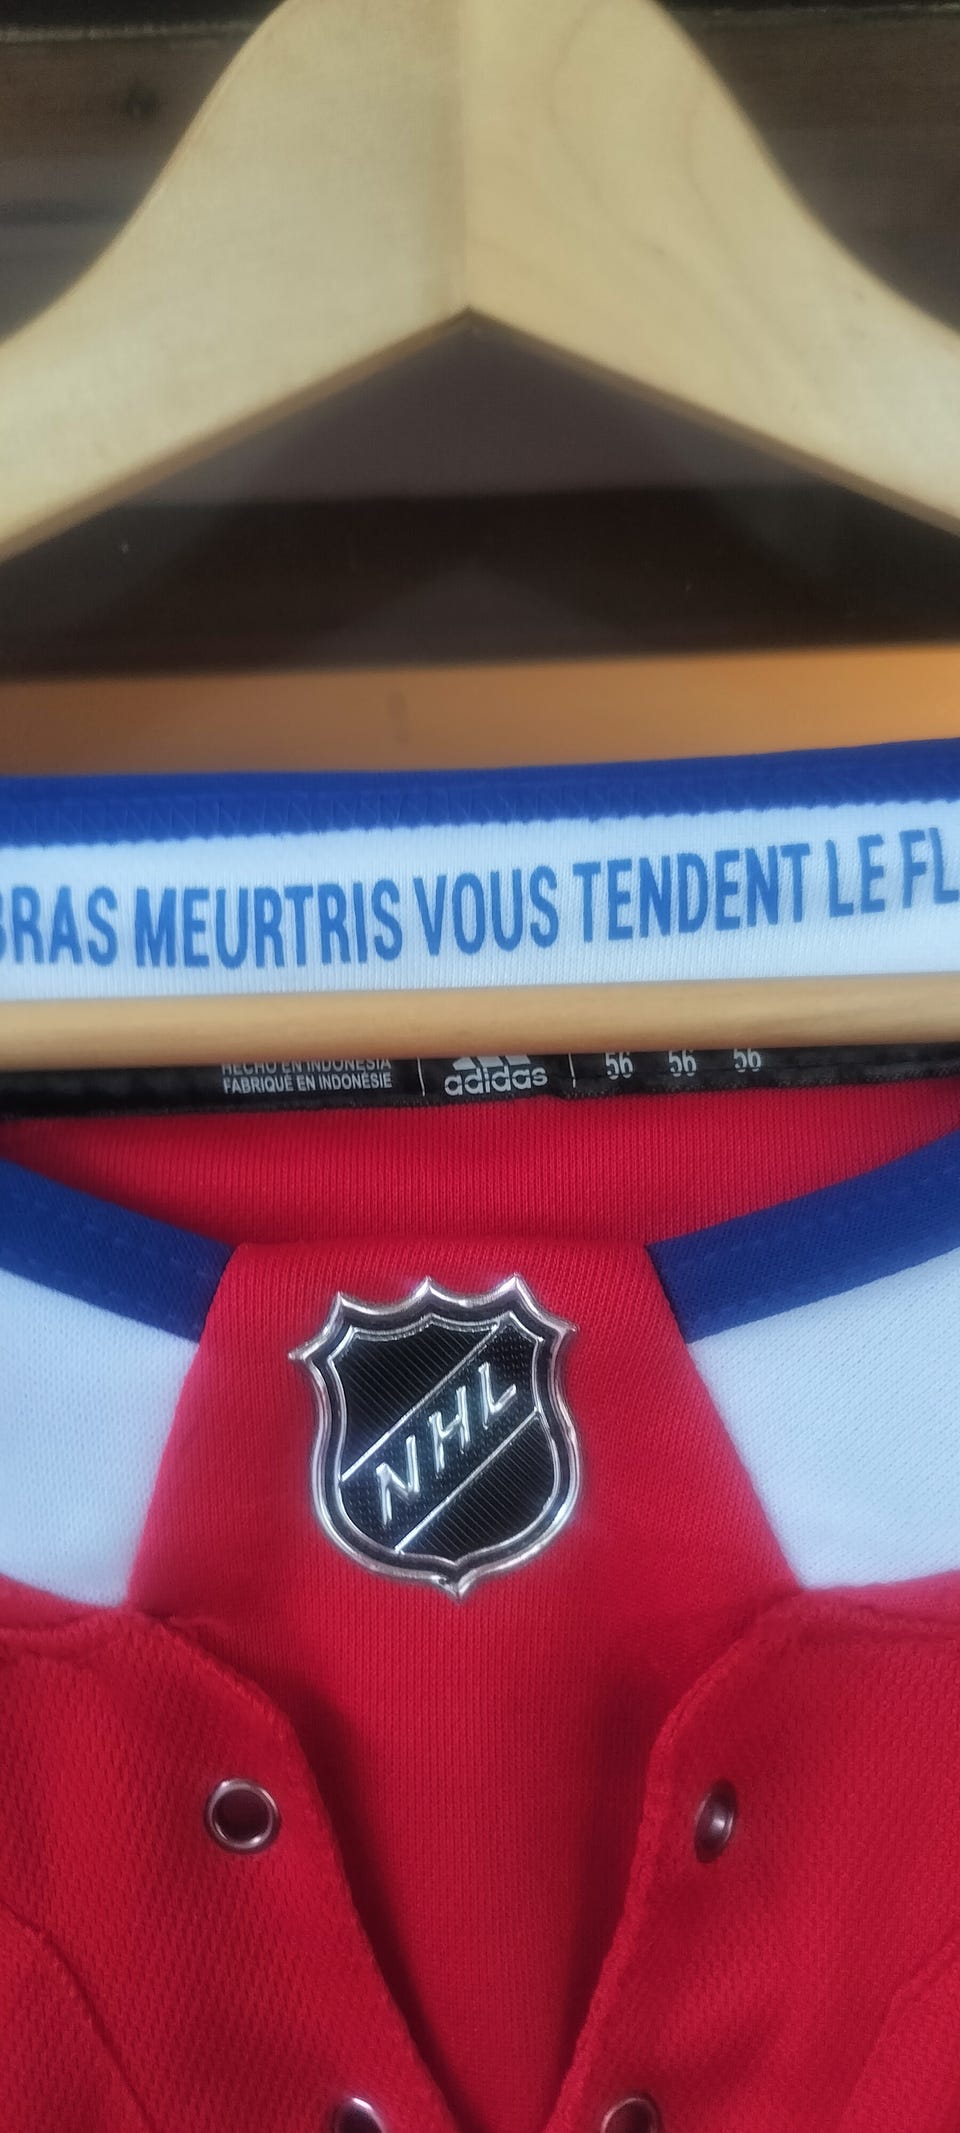 BRAS MEURTRIS VOUS TENDENT LE FL
HECHO EN INDONESIA
FABRIQUÉ EN INDONÉSIE
adidas
56 56 56
NHL